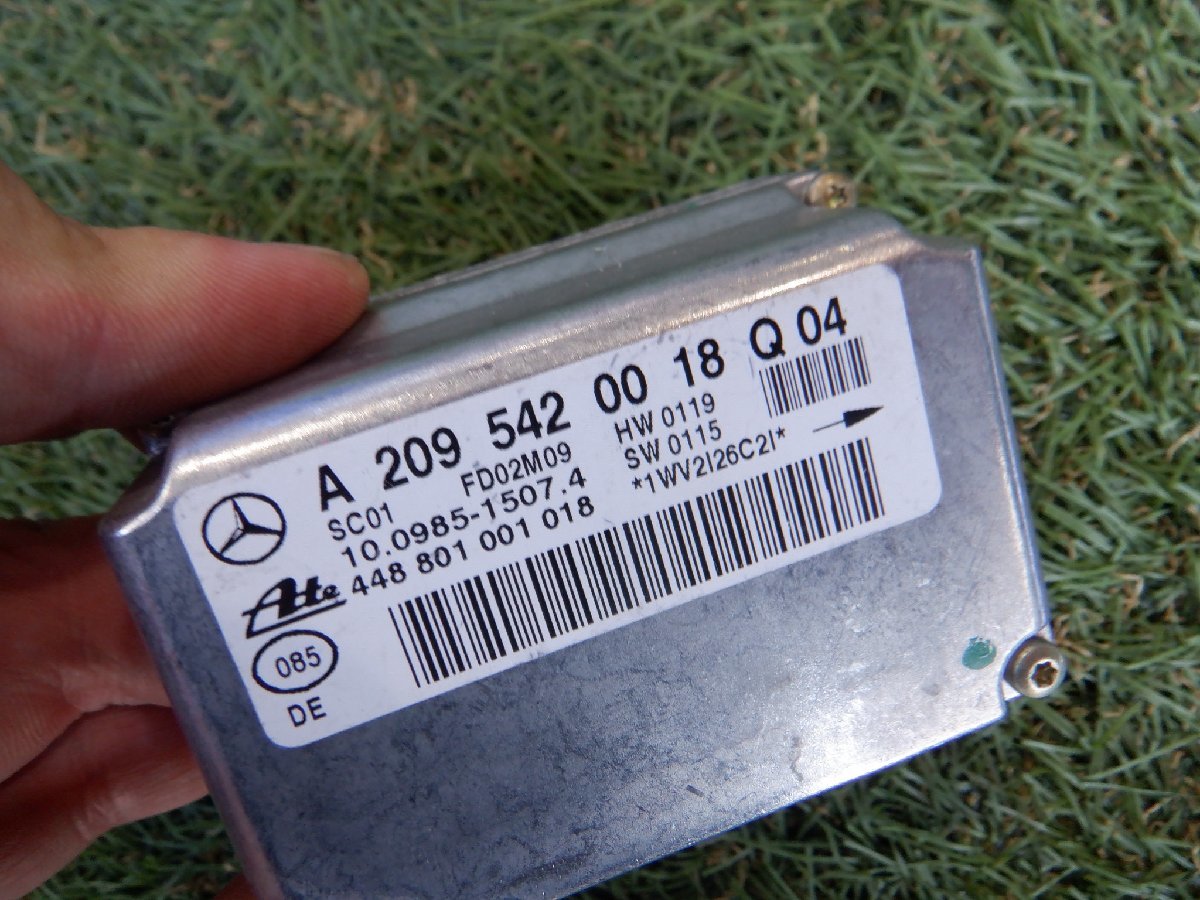 A 209 542 00 18 Q 04
SC01 FD02M09 HW 0119
10.0985-1507.4 SW 0115
448 801 001 018 *1WV2I26C2I*
Ate
085
DE